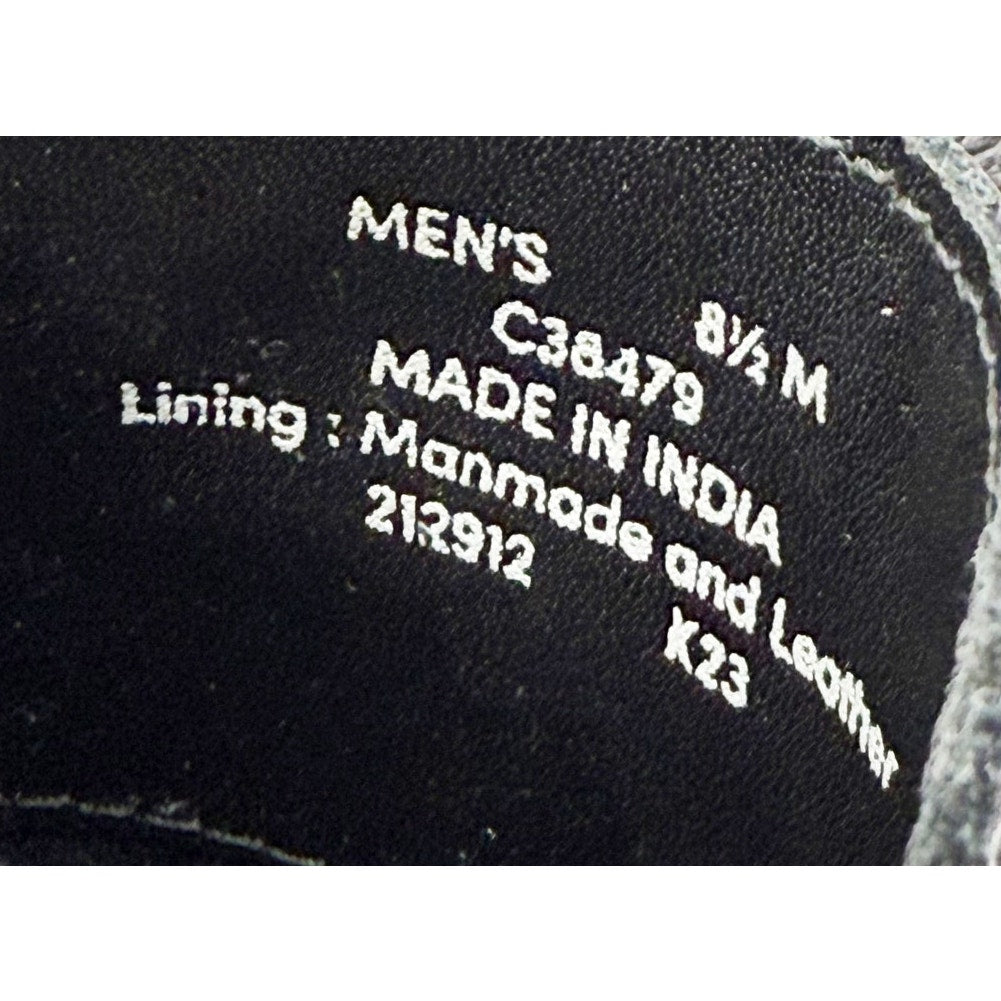 MEN'S
C38479 8½ M
MADE IN INDIA
Lining : Manmade and Leather
212912 K23